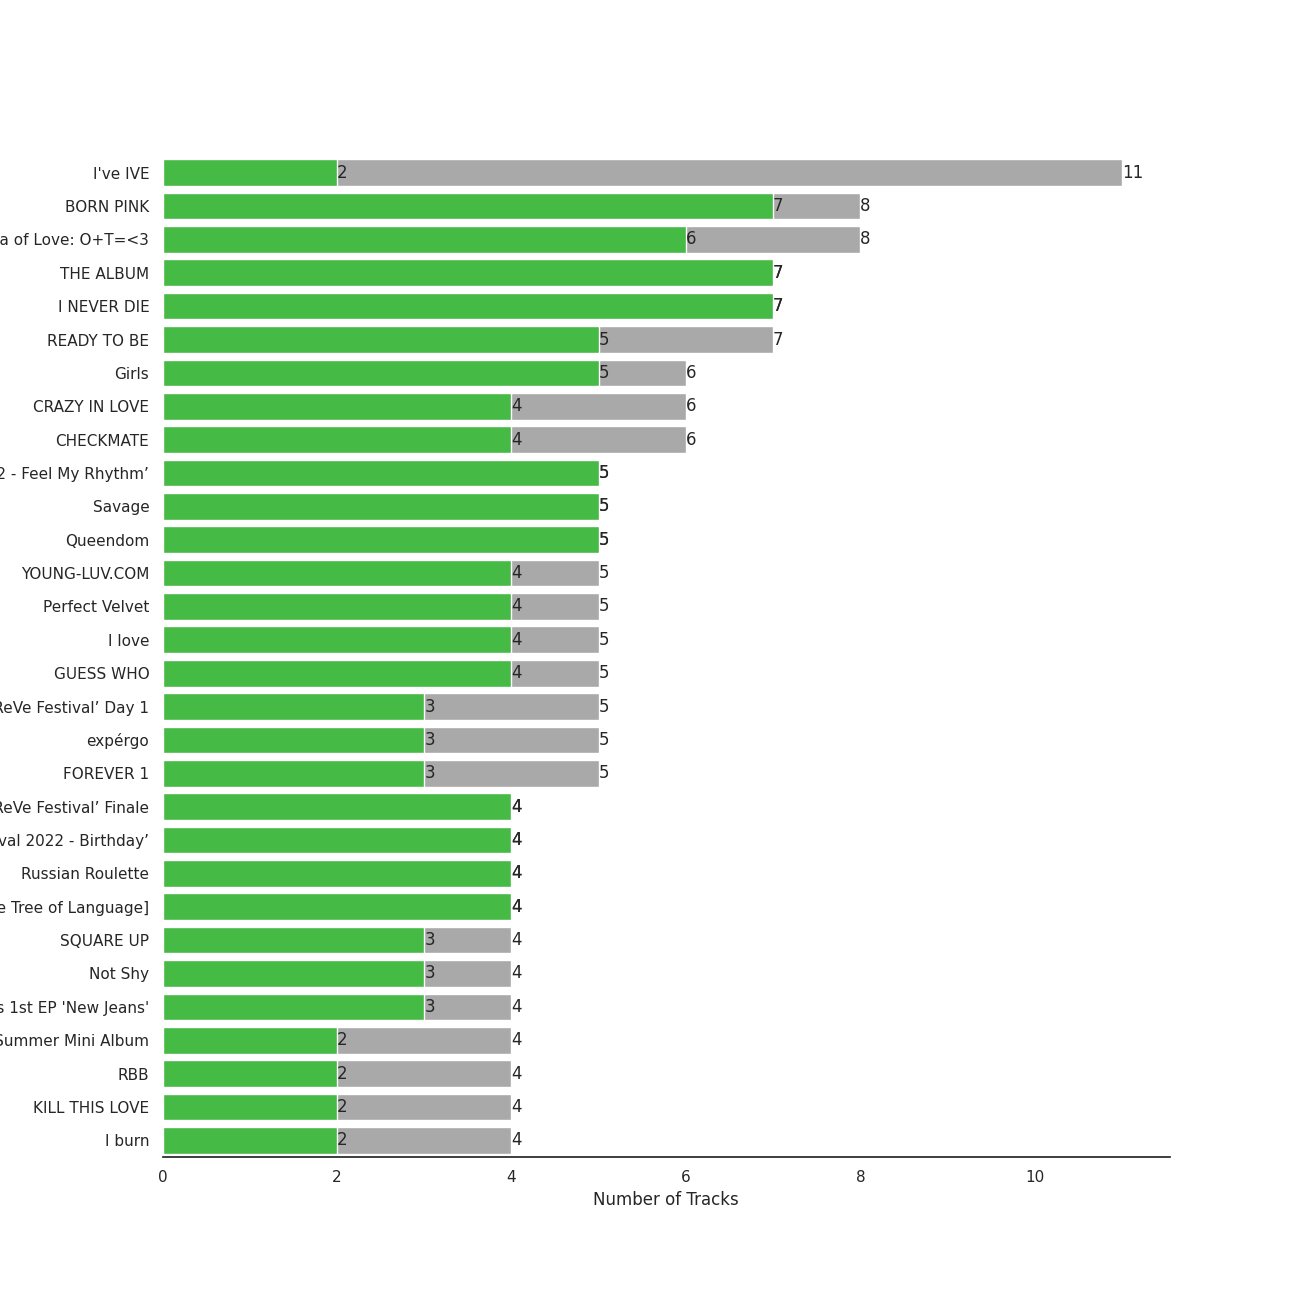 I've IVE 2 11
BORN PINK 7 8
a of Love: O+T=<3 6 8
THE ALBUM 7
I NEVER DIE 7
READY TO BE 5 7
Girls 5 6
CRAZY IN LOVE 4 6
CHECKMATE 4 6
2 - Feel My Rhythm’ 5
Savage 5
Queendom 5
YOUNG-LUV.COM 4 5
Perfect Velvet 4 5
I love 4 5
GUESS WHO 4 5
ReVe Festival’ Day 1 3 5
expérgo 3 5
FOREVER 1 3 5
ReVe Festival’ Finale 4
val 2022 - Birthday’ 4
Russian Roulette 4
e Tree of Language] 4
SQUARE UP 3 4
Not Shy 3 4
s 1st EP 'New Jeans' 3 4
Summer Mini Album 2 4
RBB 2 4
KILL THIS LOVE 2 4
I burn 2 4
0 2 4 6 8 10
Number of Tracks